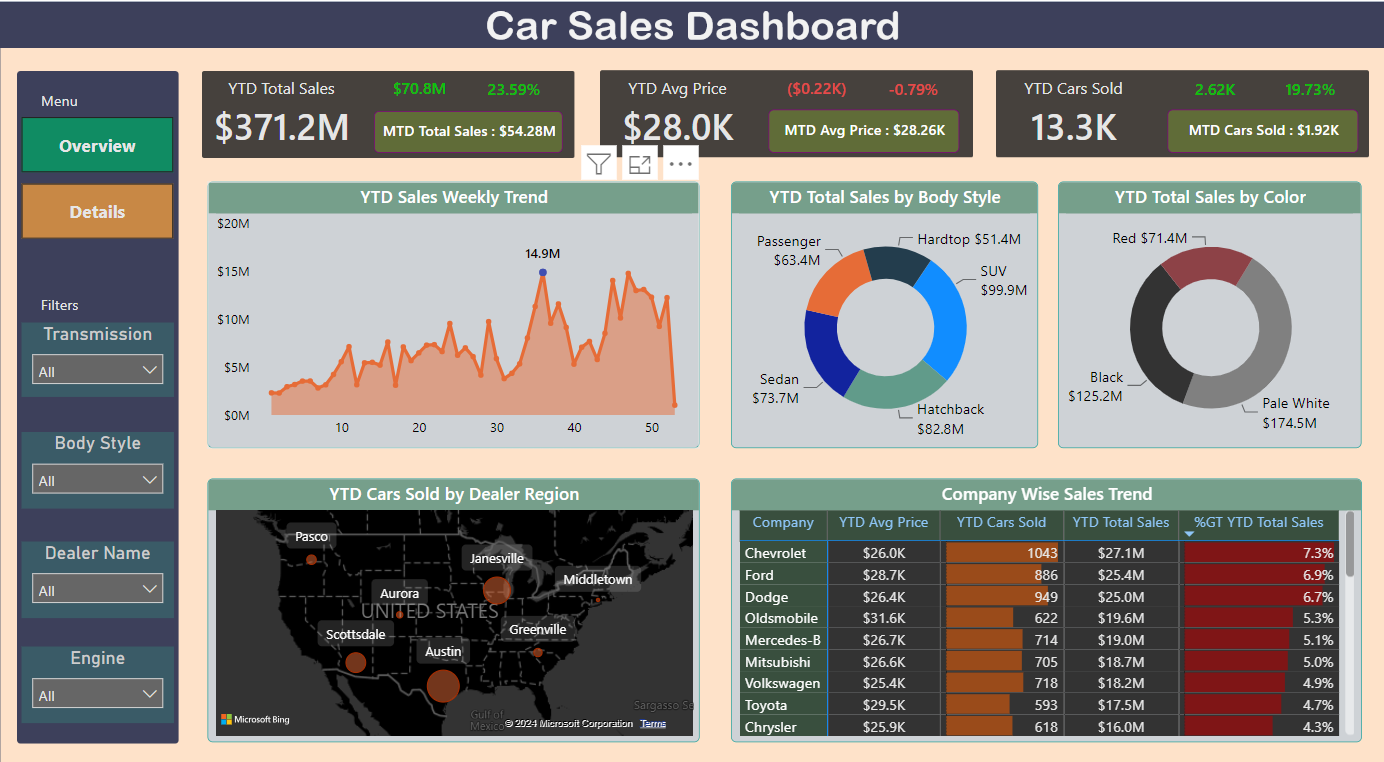 Car Sales Dashboard
Menu
Overview
Details
Filters
Transmission
All
Body Style
All
Dealer Name
All
Engine
All
YTD Total Sales $70.8M 23.59%
$371.2M MTD Total Sales : $54.28M
YTD Avg Price ($0.22K) -0.79%
$28.0K MTD Avg Price : $28.26K
YTD Cars Sold 2.62K 19.73%
13.3K MTD Cars Sold : $1.92K
YTD Sales Weekly Trend
$20M
$15M
$10M
$5M
$0M
14.9M
10 20 30 40 50
YTD Total Sales by Body Style
Hardtop $51.4M
Passenger
$63.4M
SUV
$99.9M
Sedan
$73.7M
Hatchback
$82.8M
YTD Total Sales by Color
Red $71.4M
Black
$125.2M
Pale White
$174.5M
YTD Cars Sold by Dealer Region
Pasco
Janesville
Middletown
Aurora
UNITED STATES
Scottsdale
Greenville
Austin
Sargasso Se
Gulf of
Mexico
Microsoft Bing
© 2024 Microsoft Corporation Terms
Company Wise Sales Trend
Company YTD Avg Price YTD Cars Sold YTD Total Sales %GT YTD Total Sales
Chevrolet $26.0K 1043 $27.1M 7.3%
Ford $28.7K 886 $25.4M 6.9%
Dodge $26.4K 949 $25.0M 6.7%
Oldsmobile $31.6K 622 $19.6M 5.3%
Mercedes-B $26.7K 714 $19.0M 5.1%
Mitsubishi $26.6K 705 $18.7M 5.0%
Volkswagen $25.4K 718 $18.2M 4.9%
Toyota $29.5K 593 $17.5M 4.7%
Chrysler $25.9K 618 $16.0M 4.3%